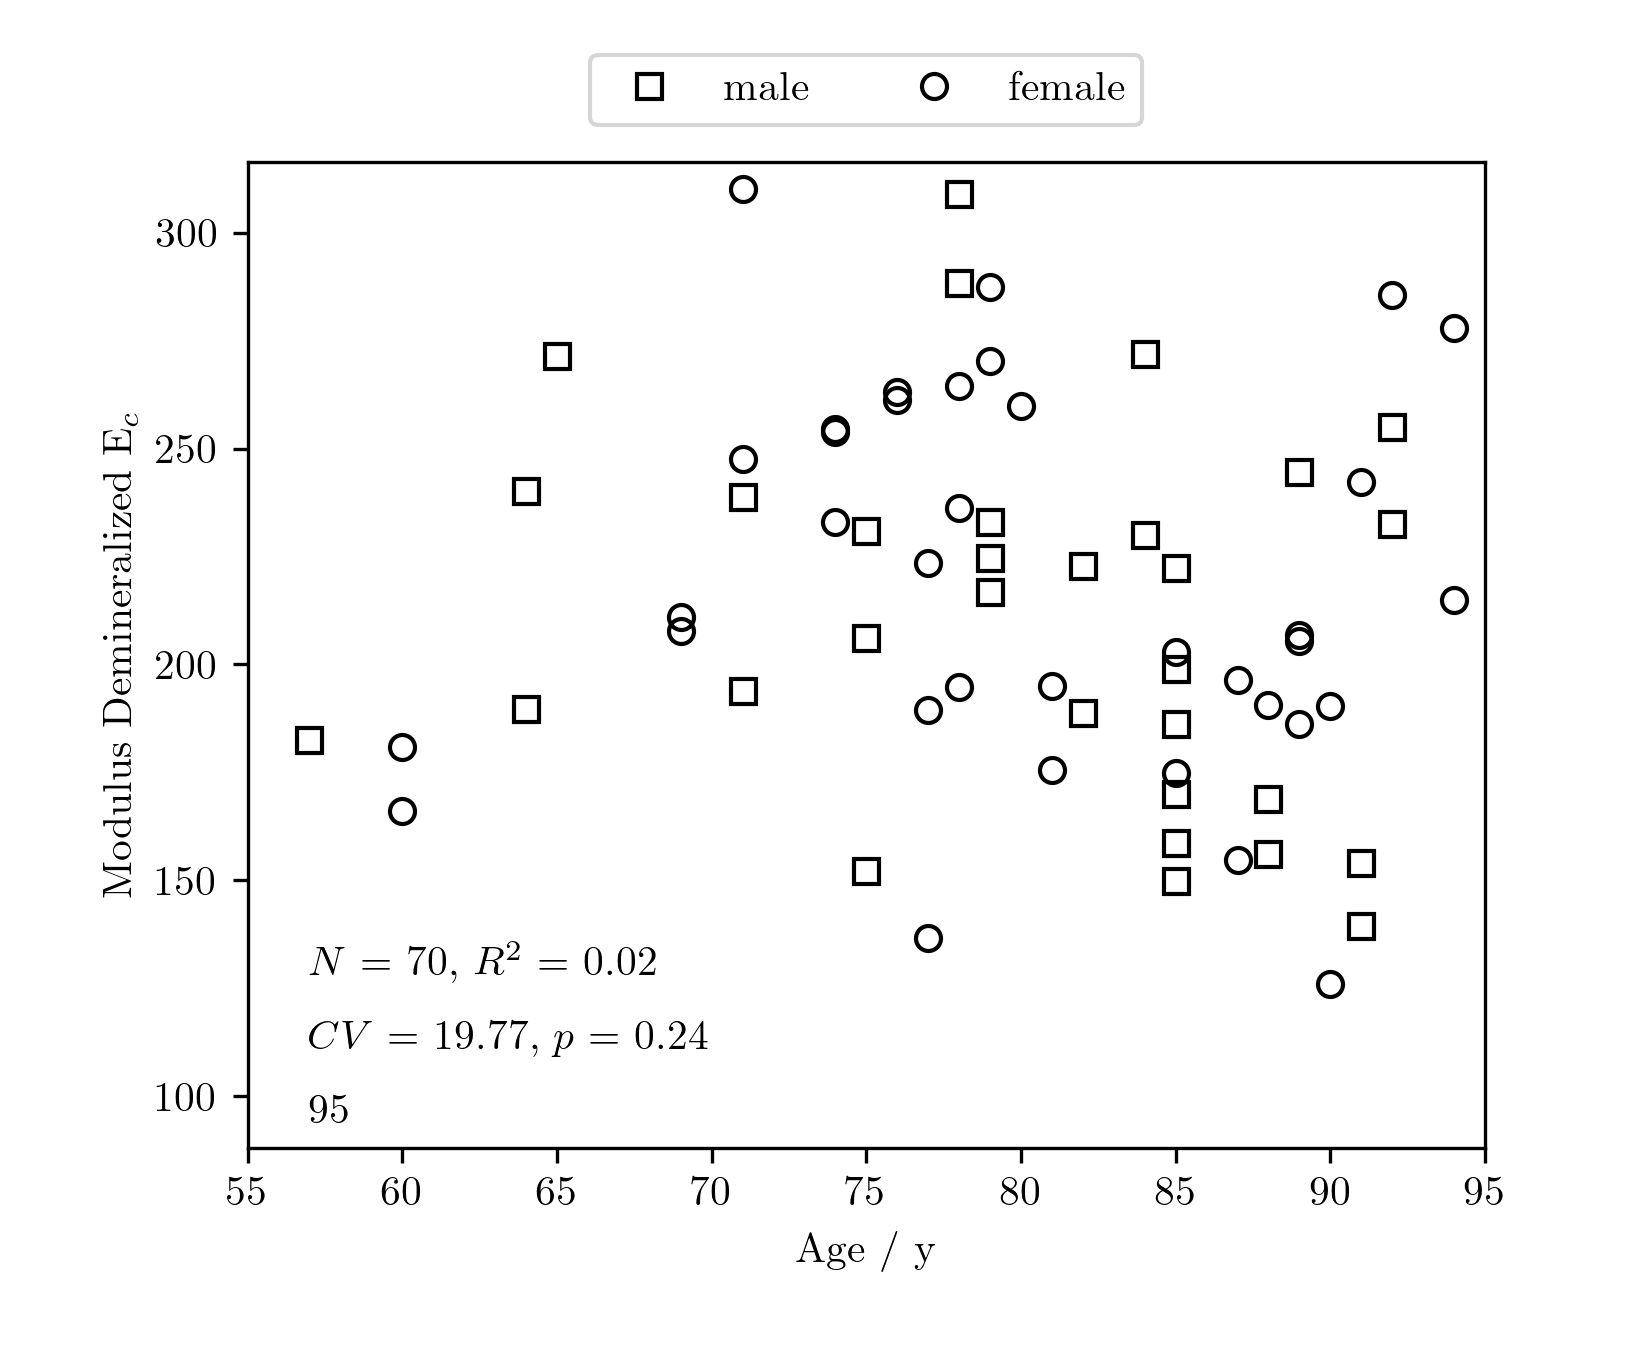 male female
300
250
200
150
100
Modulus Demineralized E_c
N = 70, R² = 0.02
CV = 19.77, p = 0.24
95
55 60 65 70 75 80 85 90 95
Age / y